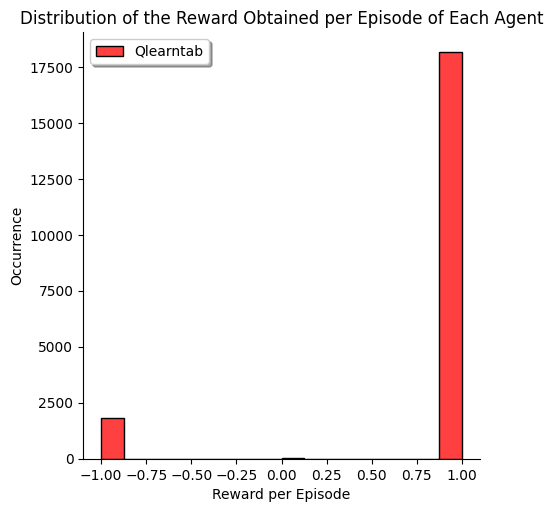 Distribution of the Reward Obtained per Episode of Each Agent
Qlearntab
17500
15000
12500
10000
7500
5000
2500
0
Occurrence
−1.00 −0.75 −0.50 −0.25 0.00 0.25 0.50 0.75 1.00
Reward per Episode